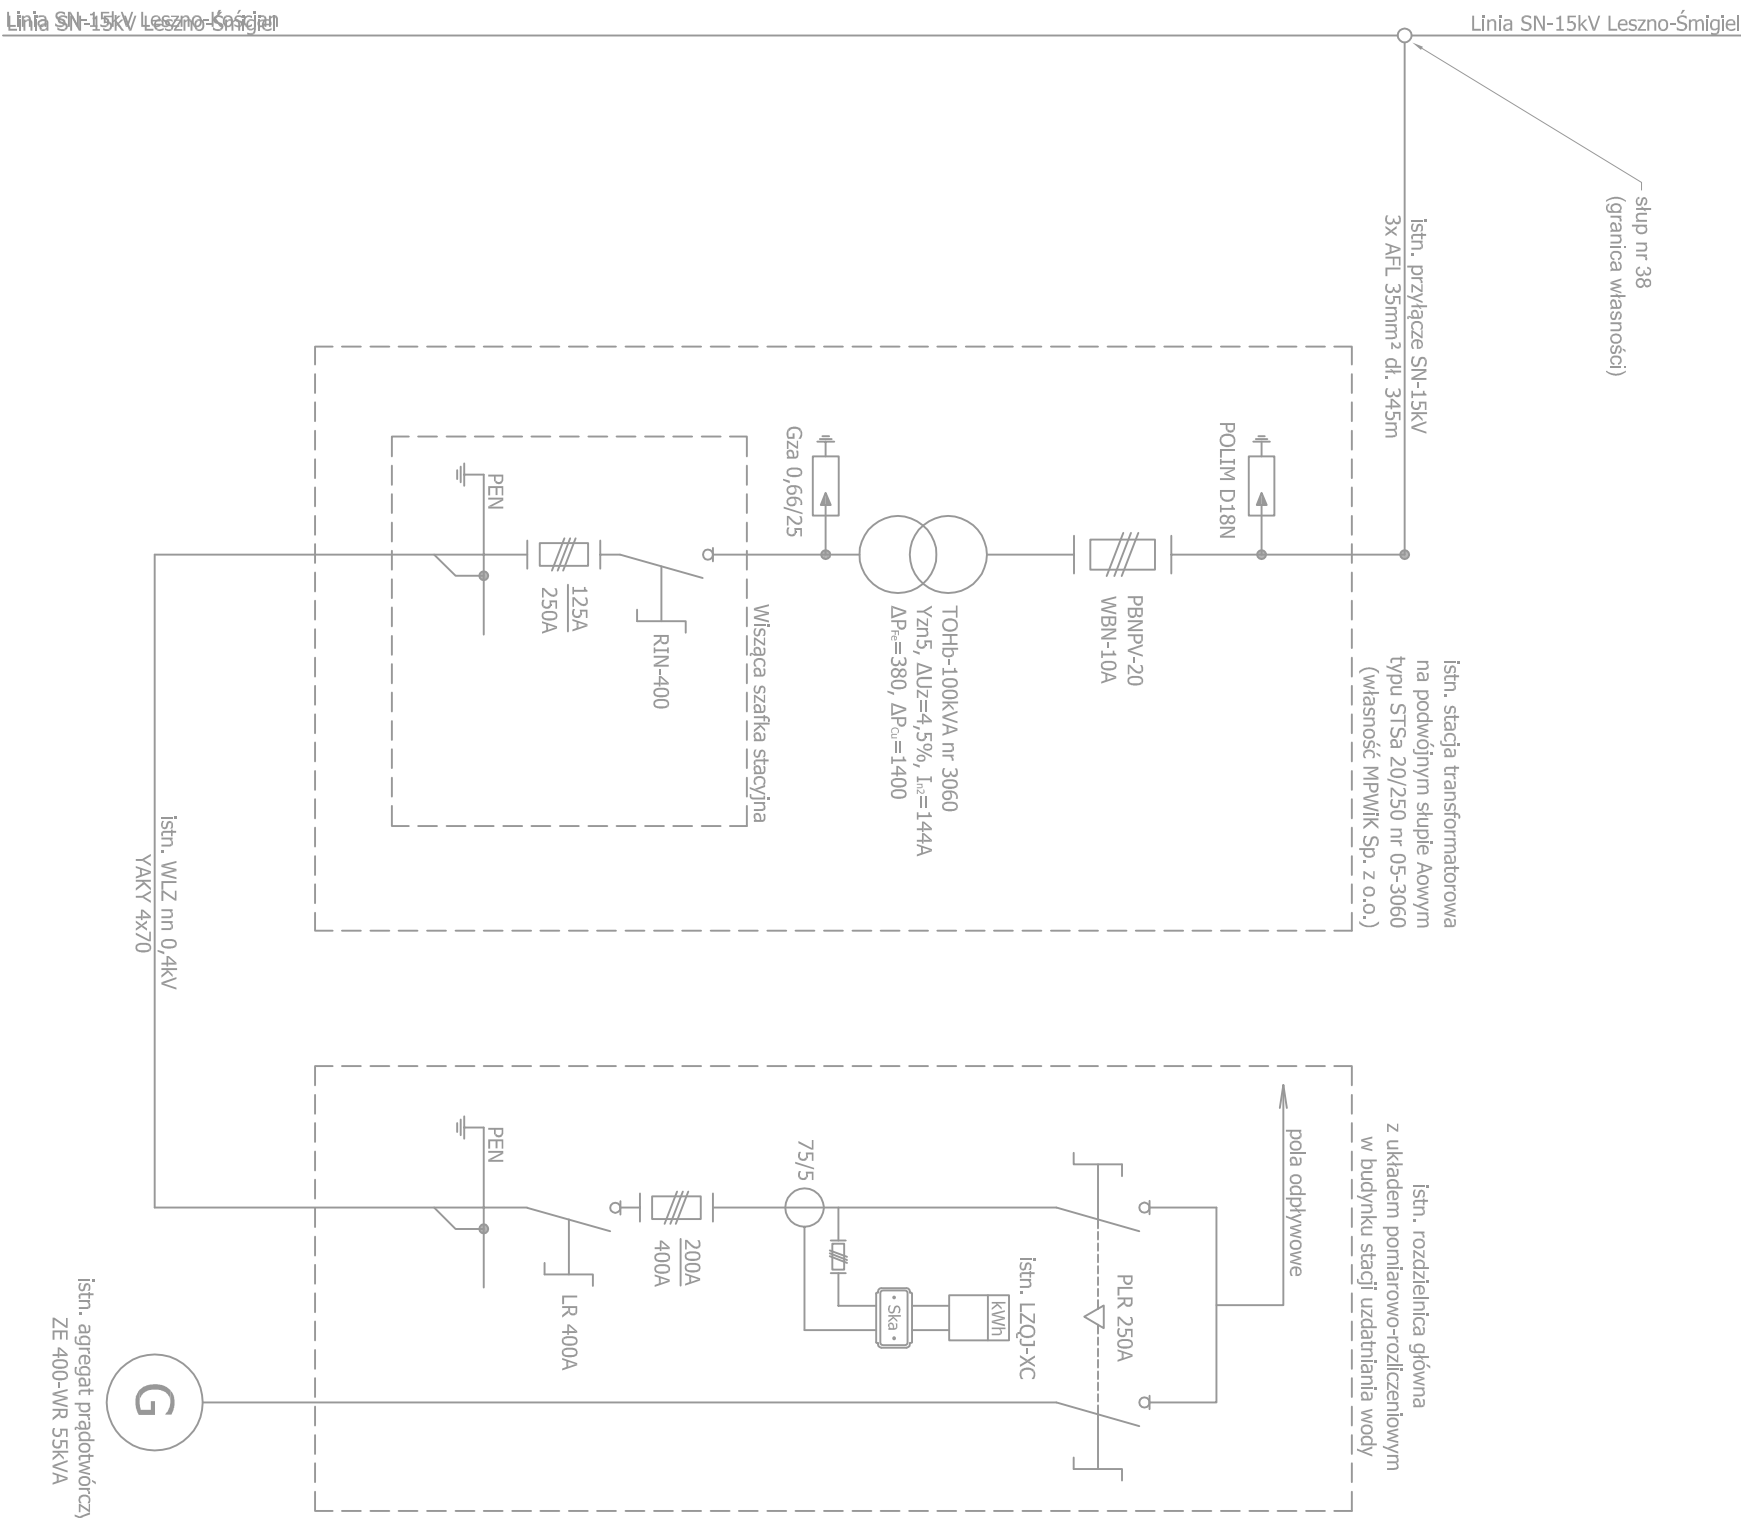 Linia SN-15kV Leszno-Kościan
Linia SN-15kV Leszno-Śmigiel
Linia SN-15kV Leszno-Śmigiel
słup nr 38
(granica własności)
istn. przyłącze SN-15kV
3x AFL 35mm² dł. 345m
istn. stacja transformatorowa
na podwójnym słupie Aowym
typu STSa 20/250 nr 05-3060
(własność MPWiK Sp. z o.o.)
POLIM D18N
PBNPV-20
WBN-10A
TOHb-100kVA nr 3060
Yzn5, ΔUz=4,5%, In2=144A
ΔPFe=380, ΔPCu=1400
Gza 0,66/25
Wisząca szafka stacyjna
RIN-400
125A
250A
PEN
istn. WLZ nn 0,4kV
YAKY 4x70
istn. rozdzielnica główna
z układem pomiarowo-rozliczeniowym
w budynku stacji uzdatniania wody
pola odpływowe
PLR 250A
istn. LZQJ-XC
kWh
Ska
75/5
200A
400A
LR 400A
PEN
istn. agregat prądotwórczy
ZE 400-WR 55kVA
G